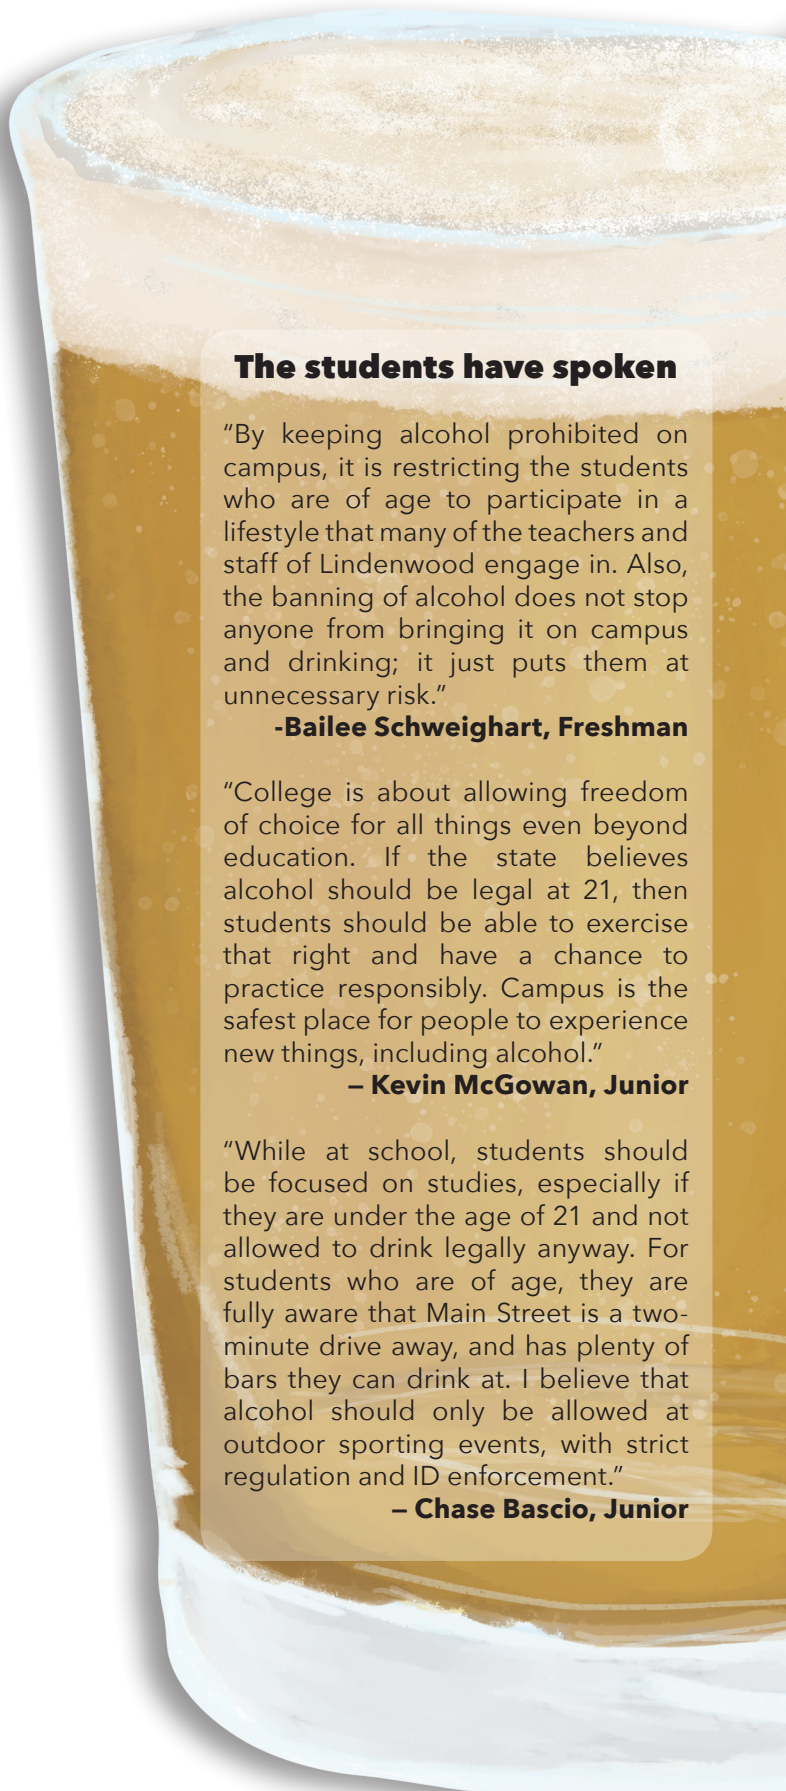 The students have spoken
“By keeping alcohol prohibited on
campus, it is restricting the students
who are of age to participate in a
lifestyle that many of the teachers and
staff of Lindenwood engage in. Also,
the banning of alcohol does not stop
anyone from bringing it on campus
and drinking; it just puts them at
unnecessary risk.”
-Bailee Schweighart, Freshman
“College is about allowing freedom
of choice for all things even beyond
education. If the state believes
alcohol should be legal at 21, then
students should be able to exercise
that right and have a chance to
practice responsibly. Campus is the
safest place for people to experience
new things, including alcohol.”
– Kevin McGowan, Junior
“While at school, students should
be focused on studies, especially if
they are under the age of 21 and not
allowed to drink legally anyway. For
students who are of age, they are
fully aware that Main Street is a two-
minute drive away, and has plenty of
bars they can drink at. I believe that
alcohol should only be allowed at
outdoor sporting events, with strict
regulation and ID enforcement.”
– Chase Bascio, Junior